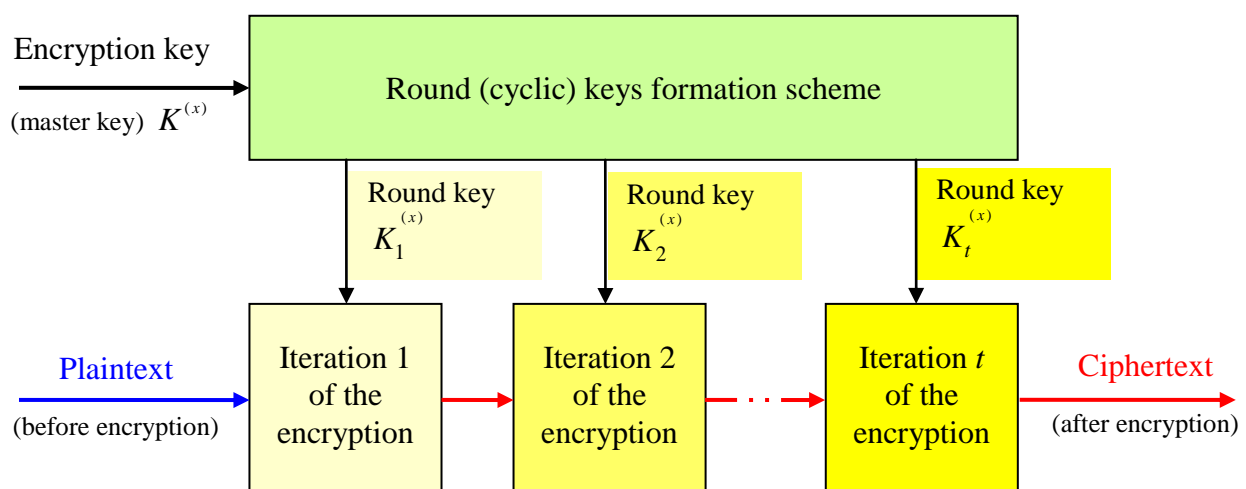 Encryption key
(master key) K^(x)
Round (cyclic) keys formation scheme
Round key
K_1^(x)
Round key
K_2^(x)
Round key
K_t^(x)
Plaintext
(before encryption)
Iteration 1
of the
encryption
Iteration 2
of the
encryption
Iteration t
of the
encryption
Ciphertext
(after encryption)